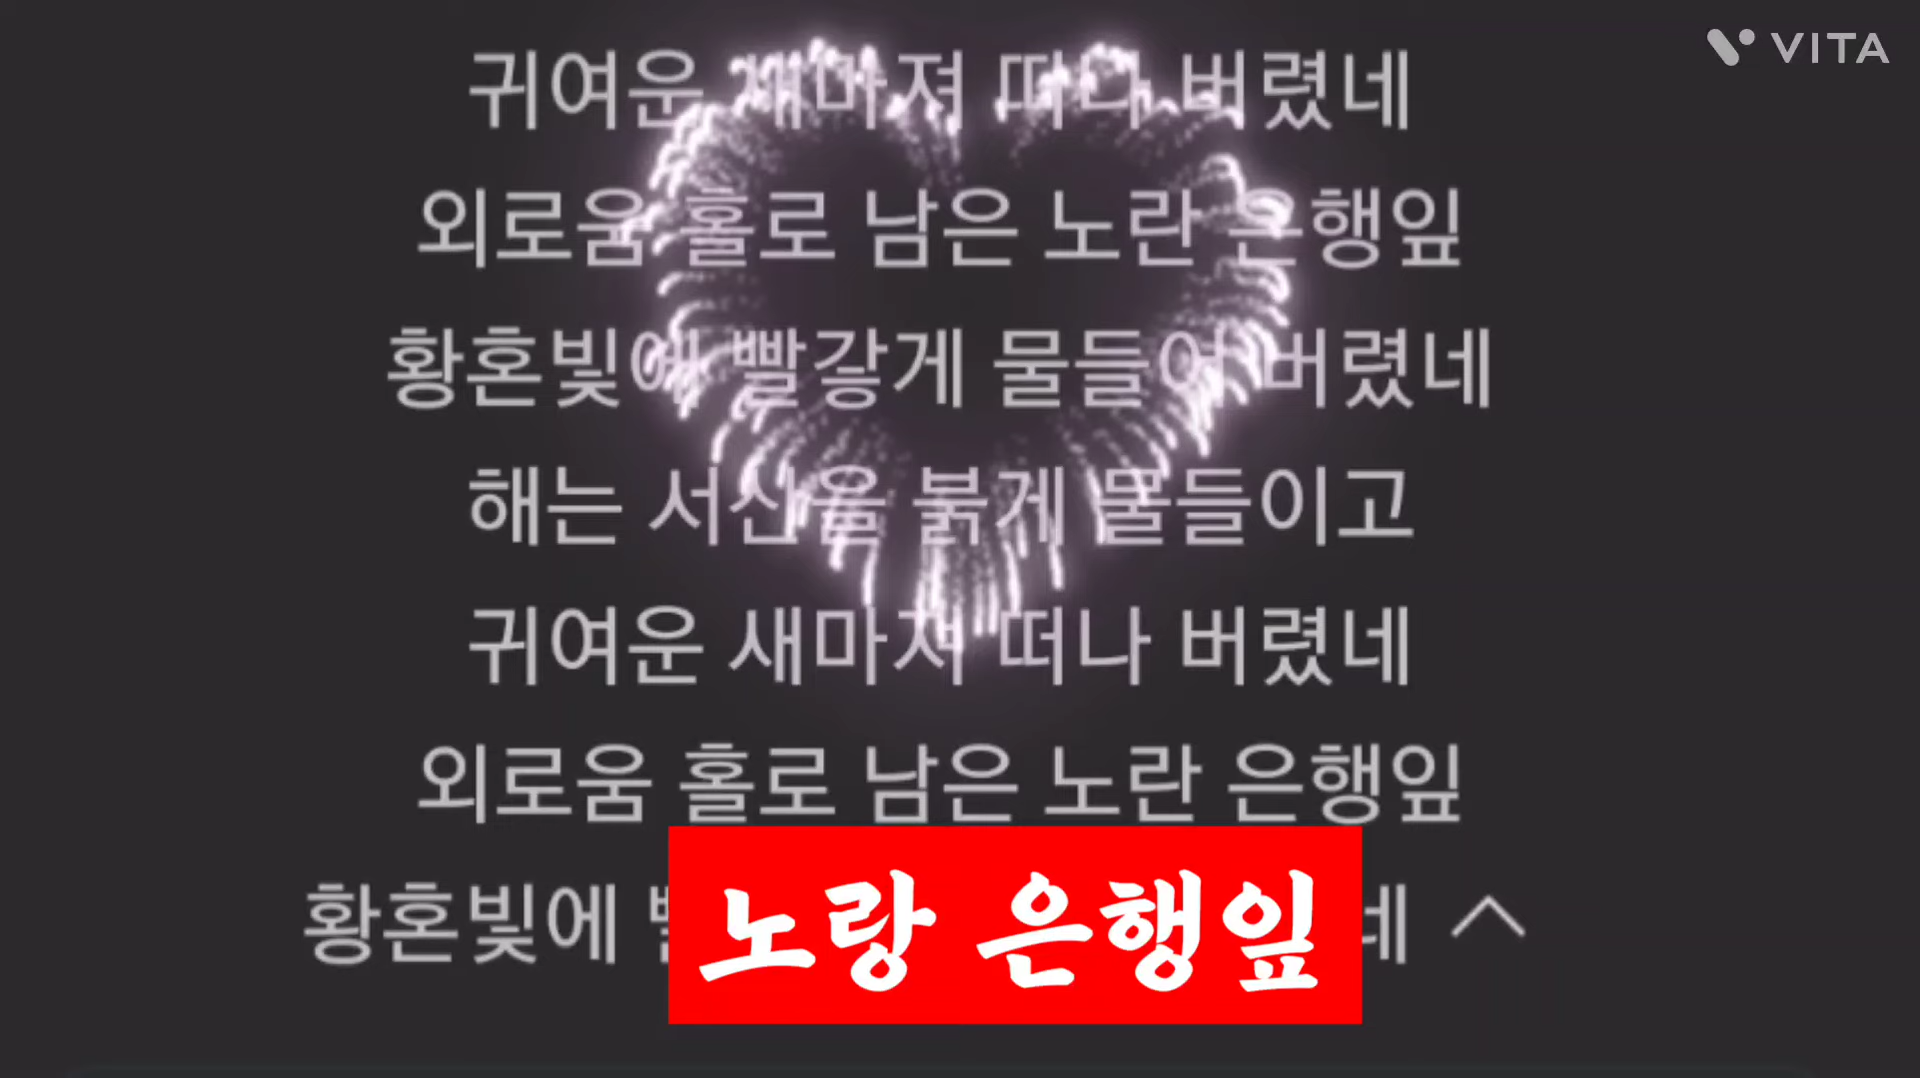 VITA
귀여운 새마져 떠나 버렸네
외로움 홀로 남은 노란 은행잎
황혼빛에 빨갛게 물들어 버렸네
해는 서산을 붉게 물들이고
귀여운 새마져 떠나 버렸네
외로움 홀로 남은 노란 은행잎
황혼빛에 네
노랑 은행잎